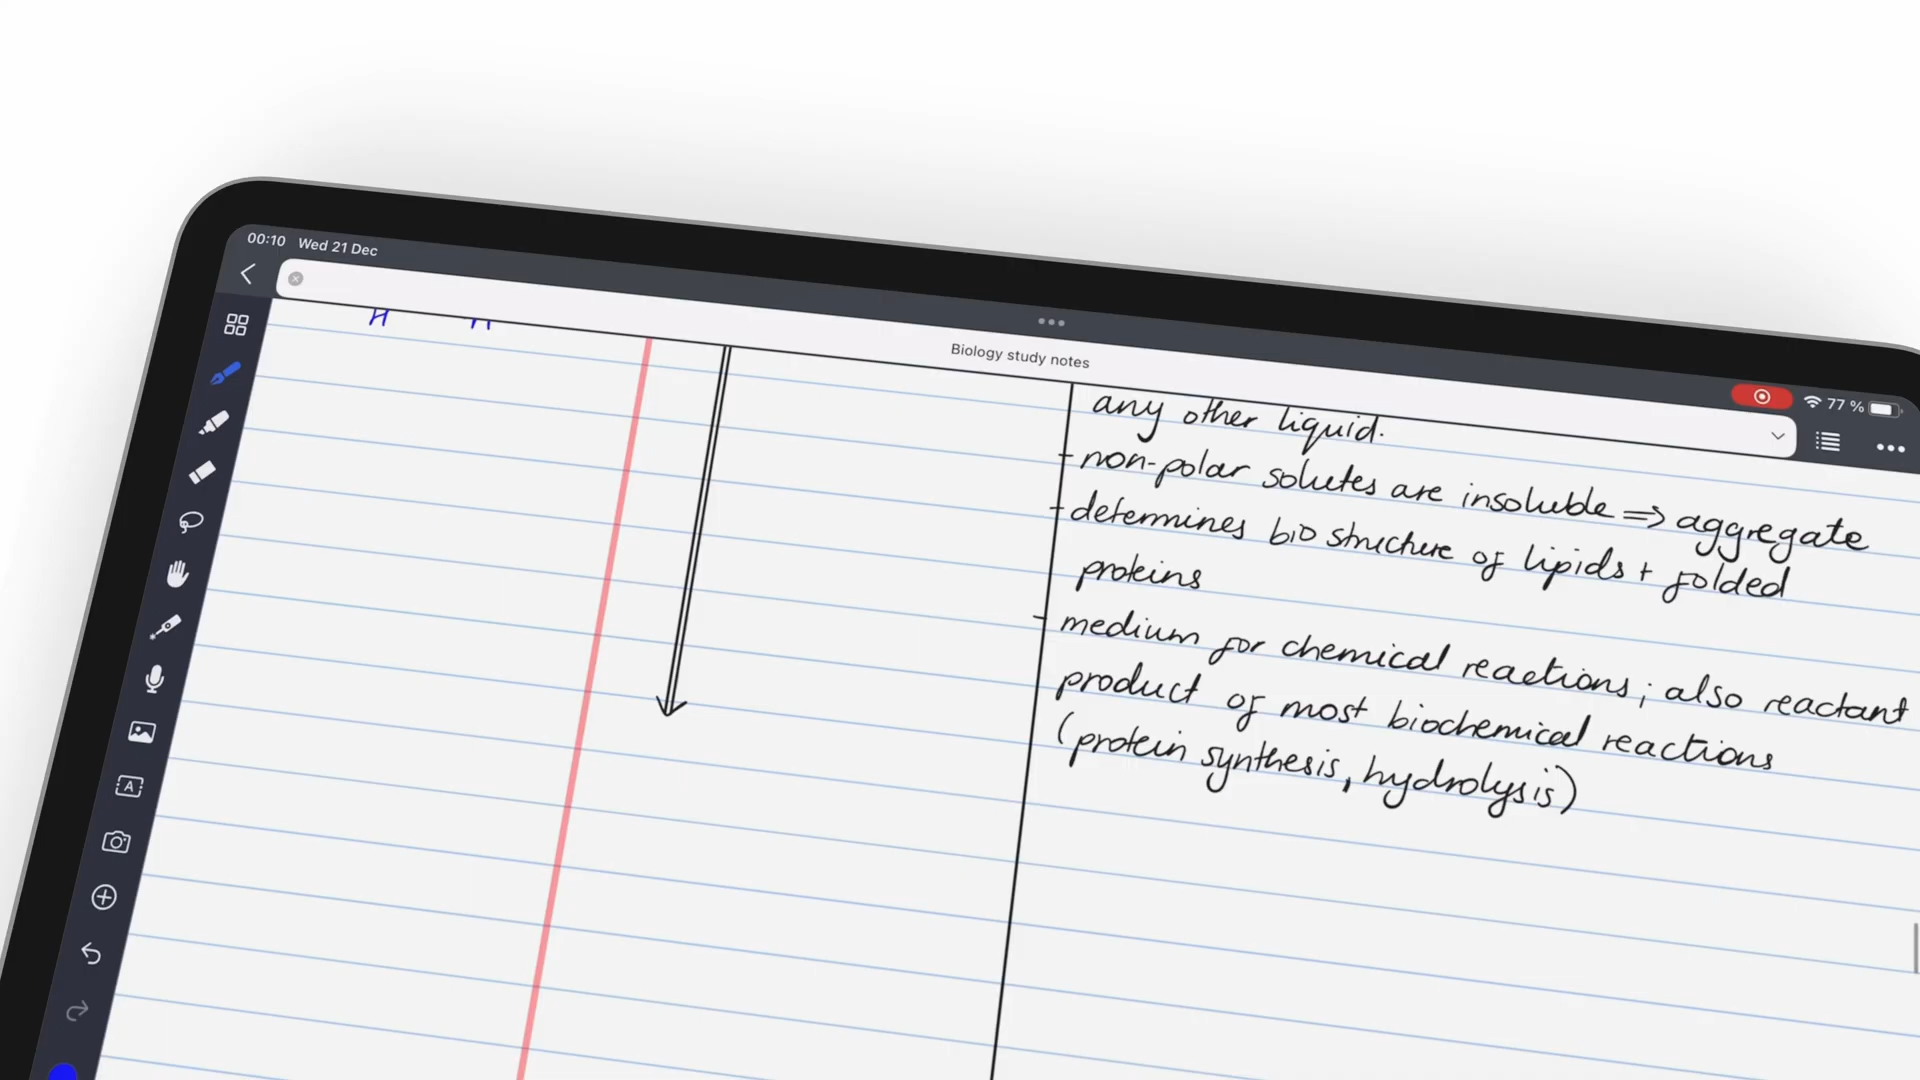 00:10 Wed 21 Dec
Biology study notes
77 %
any other liquid.
- non-polar solutes are insoluble => aggregate
- determines bio structure of lipids + folded
proteins
- medium for chemical reactions; also reactant
product of most biochemical reactions
(protein synthesis, hydrolysis)
A